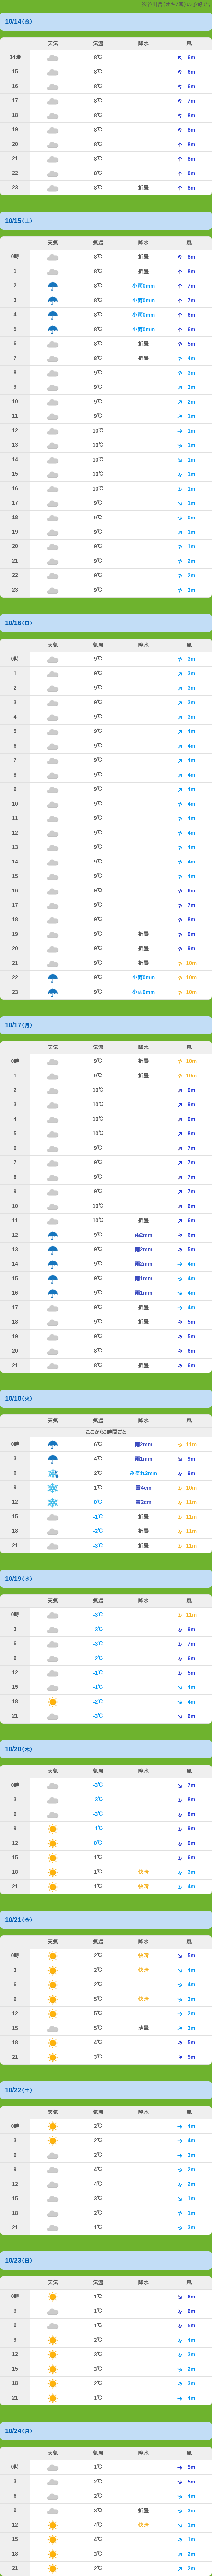 ※谷川岳(オキノ耳)の予報です
10/14(金)
天気 気温 降水 風
14時 8℃ 6m
15 8℃ 6m
16 8℃ 6m
17 8℃ 7m
18 8℃ 8m
19 8℃ 8m
20 8℃ 8m
21 8℃ 8m
22 8℃ 8m
23 8℃ 折曇 8m
10/15(土)
天気 気温 降水 風
0時 8℃ 折曇 8m
1 8℃ 折曇 8m
2 8℃ 小雨0mm 7m
3 8℃ 小雨0mm 7m
4 8℃ 小雨0mm 6m
5 8℃ 小雨0mm 6m
6 8℃ 折曇 5m
7 8℃ 折曇 4m
8 9℃ 3m
9 9℃ 3m
10 9℃ 2m
11 9℃ 1m
12 10℃ 1m
13 10℃ 1m
14 10℃ 1m
15 10℃ 1m
16 10℃ 1m
17 9℃ 1m
18 9℃ 0m
19 9℃ 1m
20 9℃ 1m
21 9℃ 2m
22 9℃ 2m
23 9℃ 3m
10/16(日)
天気 気温 降水 風
0時 9℃ 3m
1 9℃ 3m
2 9℃ 3m
3 9℃ 3m
4 9℃ 3m
5 9℃ 4m
6 9℃ 4m
7 9℃ 4m
8 9℃ 4m
9 9℃ 4m
10 9℃ 4m
11 9℃ 4m
12 9℃ 4m
13 9℃ 4m
14 9℃ 4m
15 9℃ 4m
16 9℃ 6m
17 9℃ 7m
18 9℃ 8m
19 9℃ 折曇 9m
20 9℃ 折曇 9m
21 9℃ 折曇 10m
22 9℃ 小雨0mm 10m
23 9℃ 小雨0mm 10m
10/17(月)
天気 気温 降水 風
0時 9℃ 折曇 10m
1 9℃ 折曇 10m
2 10℃ 9m
3 10℃ 9m
4 10℃ 9m
5 10℃ 8m
6 9℃ 7m
7 9℃ 7m
8 9℃ 7m
9 9℃ 7m
10 10℃ 6m
11 10℃ 折曇 6m
12 9℃ 雨2mm 6m
13 9℃ 雨2mm 5m
14 9℃ 雨2mm 4m
15 9℃ 雨1mm 4m
16 9℃ 雨1mm 4m
17 9℃ 折曇 4m
18 9℃ 折曇 5m
19 9℃ 5m
20 8℃ 6m
21 8℃ 折曇 6m
10/18(火)
天気 気温 降水 風
ここから3時間ごと
0時 6℃ 雨2mm 11m
3 4℃ 雨1mm 9m
6 2℃ みぞれ3mm 9m
9 1℃ 雪4cm 10m
12 0℃ 雪2cm 11m
15 -1℃ 折曇 11m
18 -2℃ 折曇 11m
21 -3℃ 折曇 11m
10/19(水)
天気 気温 降水 風
0時 -3℃ 11m
3 -3℃ 9m
6 -3℃ 7m
9 -2℃ 6m
12 -1℃ 5m
15 -1℃ 4m
18 -2℃ 4m
21 -3℃ 6m
10/20(木)
天気 気温 降水 風
0時 -3℃ 7m
3 -3℃ 8m
6 -3℃ 8m
9 -1℃ 9m
12 0℃ 9m
15 1℃ 6m
18 1℃ 快晴 3m
21 1℃ 快晴 4m
10/21(金)
天気 気温 降水 風
0時 2℃ 快晴 5m
3 2℃ 快晴 4m
6 2℃ 4m
9 5℃ 快晴 3m
12 5℃ 2m
15 5℃ 薄曇 3m
18 4℃ 5m
21 3℃ 5m
10/22(土)
天気 気温 降水 風
0時 2℃ 4m
3 2℃ 4m
6 2℃ 3m
9 4℃ 2m
12 4℃ 2m
15 3℃ 1m
18 2℃ 1m
21 1℃ 3m
10/23(日)
天気 気温 降水 風
0時 1℃ 6m
3 1℃ 6m
6 1℃ 5m
9 2℃ 4m
12 3℃ 3m
15 3℃ 2m
18 2℃ 3m
21 1℃ 4m
10/24(月)
天気 気温 降水 風
0時 1℃ 5m
3 2℃ 5m
6 2℃ 4m
9 3℃ 折曇 3m
12 4℃ 快晴 1m
15 4℃ 1m
18 3℃ 2m
21 2℃ 2m